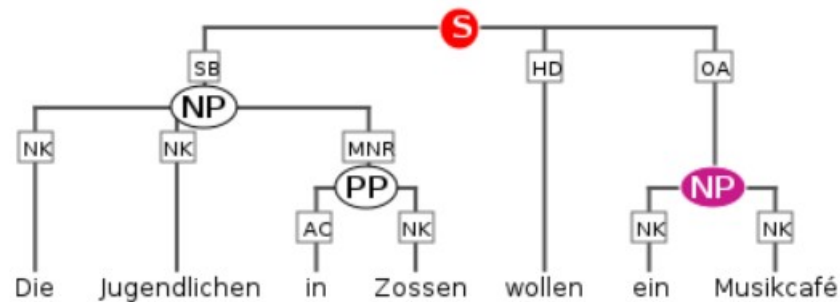 S
SB HD OA
NP
NK NK MNR
PP NP
AC NK NK NK
Die Jugendlichen in Zossen wollen ein Musikcafé